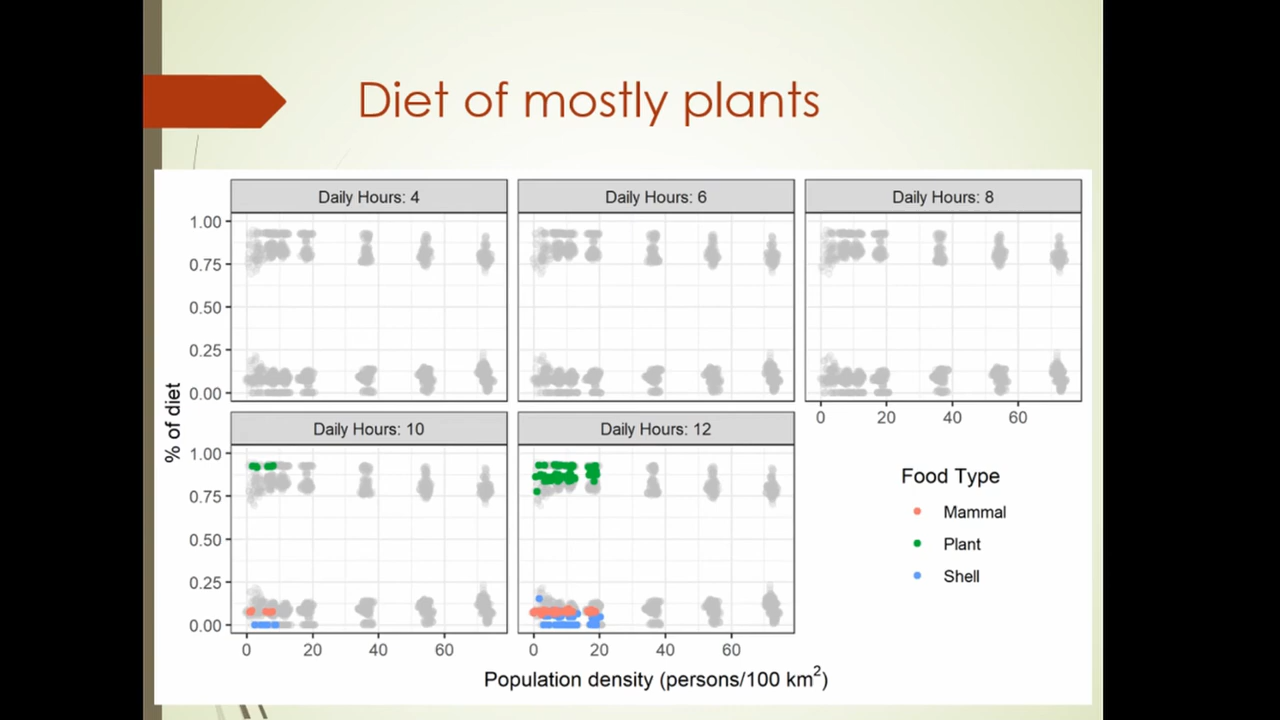 Diet of mostly plants
Daily Hours: 4
Daily Hours: 6
Daily Hours: 8
1.00
0.75
0.50
0.25
0.00
0 20 40 60
% of diet
Daily Hours: 10
Daily Hours: 12
1.00
0.75
0.50
0.25
0.00
0 20 40 60
0 20 40 60
Food Type
Mammal
Plant
Shell
Population density (persons/100 km²)